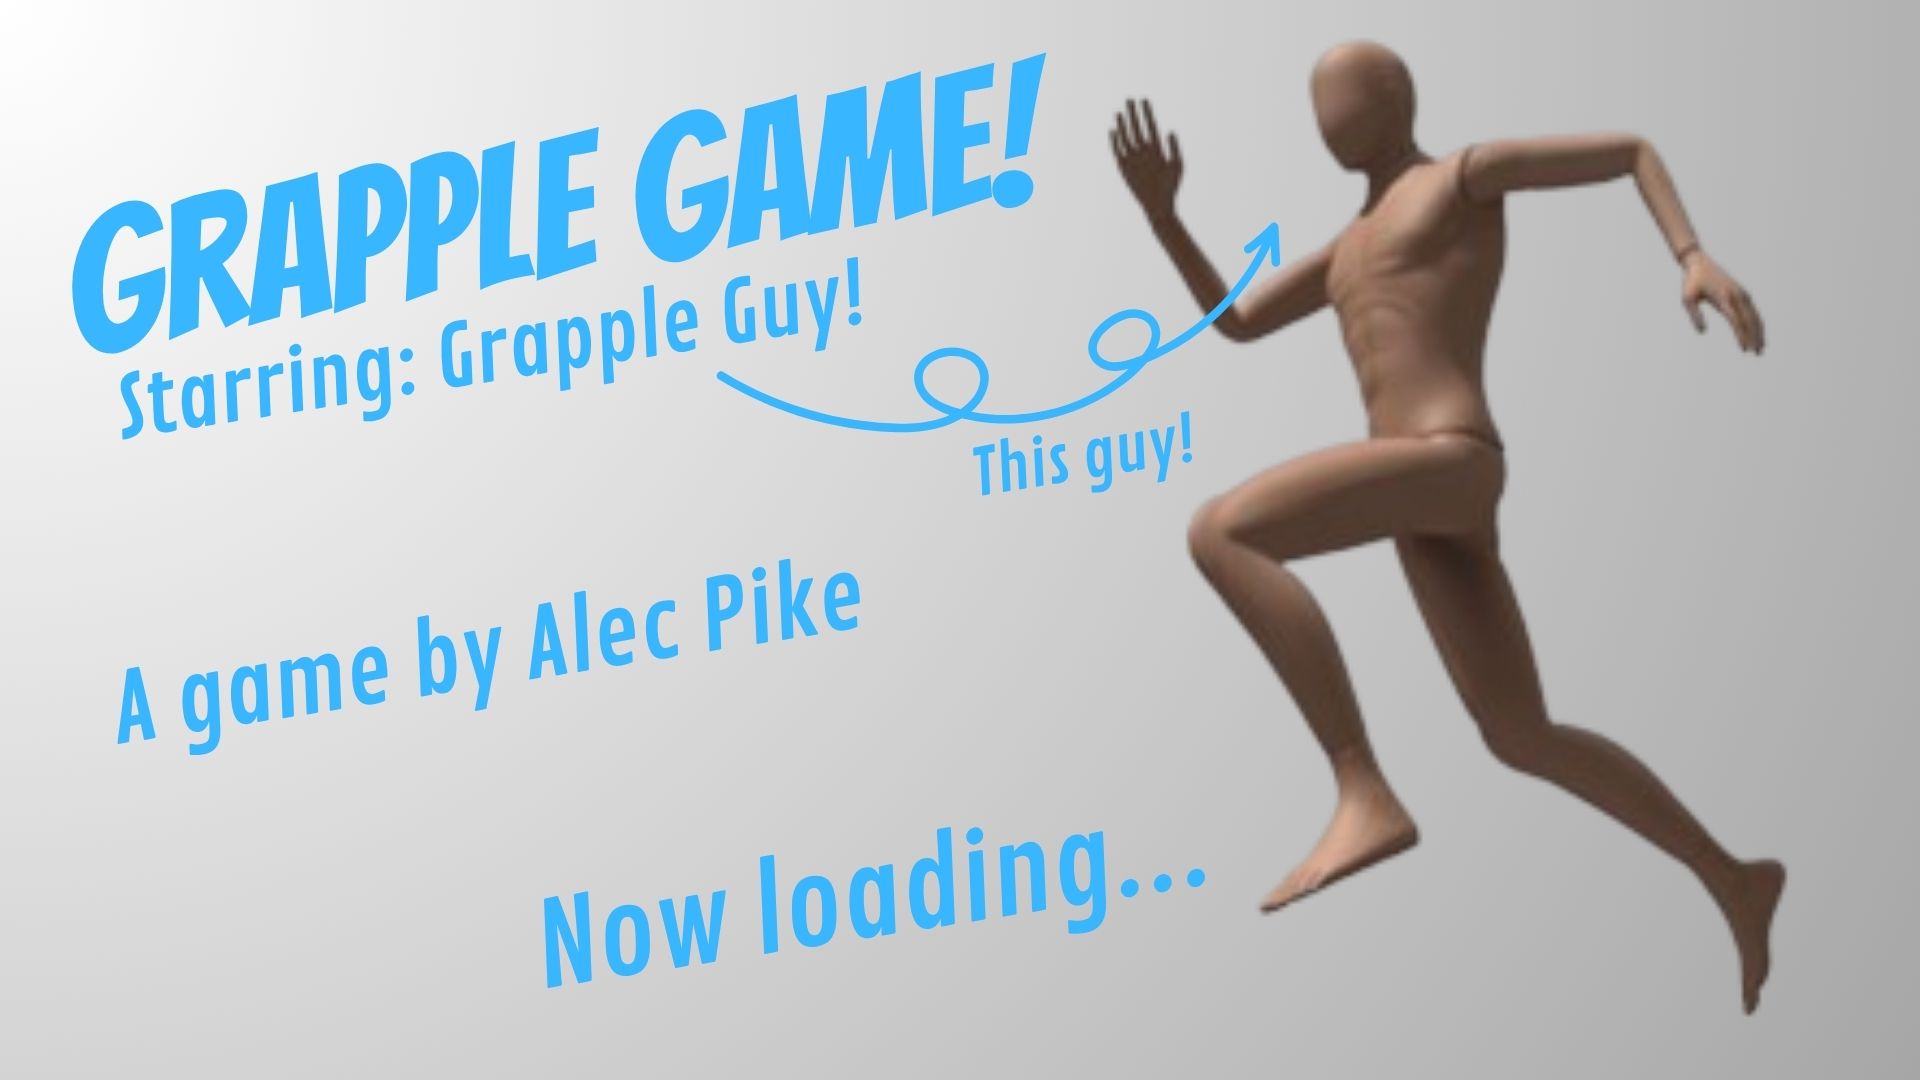 GRAPPLE GAME!
Starring: Grapple Guy!
This guy!
A game by Alec Pike
Now loading...